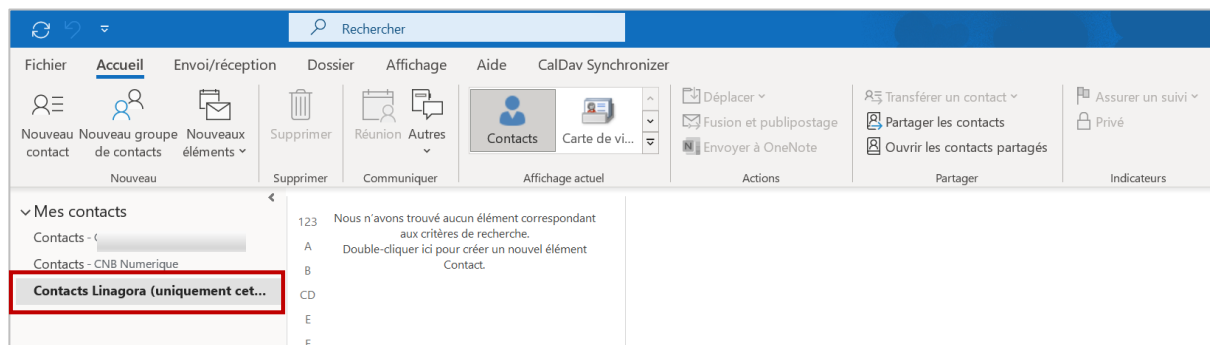 Rechercher
Fichier Accueil Envoi/réception Dossier Affichage Aide CalDav Synchronizer
Nouveau contact
Nouveau groupe de contacts
Nouveaux éléments
Supprimer
Réunion
Autres
Contacts
Carte de vi...
Déplacer
Fusion et publipostage
Envoyer à OneNote
Transférer un contact
Partager les contacts
Ouvrir les contacts partagés
Assurer un suivi
Privé
Nouveau Supprimer Communiquer Affichage actuel Actions Partager Indicateurs
Mes contacts
Contacts -
Contacts - CNB Numerique
Contacts Linagora (uniquement cet...
123
A
B
CD
E
F
Nous n'avons trouvé aucun élément correspondant
aux critères de recherche.
Double-cliquer ici pour créer un nouvel élément
Contact.